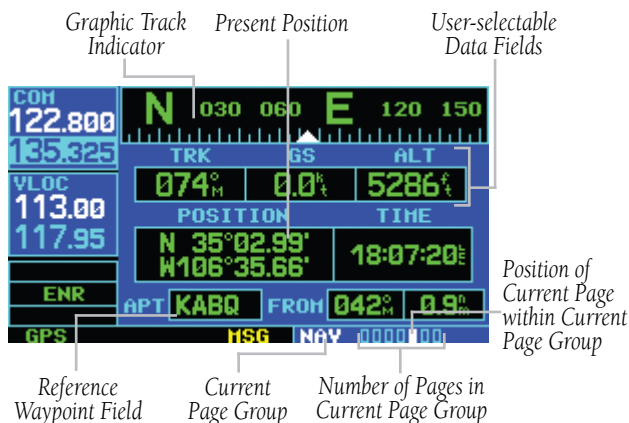 Graphic Track
Indicator
Present Position
User-selectable
Data Fields
COM
122.800
135.325
VLOC
113.00
117.95
ENR
GPS
N 030 060 E 120 150
TRK GS ALT
074°M 0.0kt 5286ft
POSITION TIME
N 35°02.99'
W106°35.66'
18:07:20
APT KABQ FROM 042°M 0.9nm
MSG NAV
Position of
Current Page
within Current
Page Group
Reference
Waypoint Field
Current
Page Group
Number of Pages in
Current Page Group